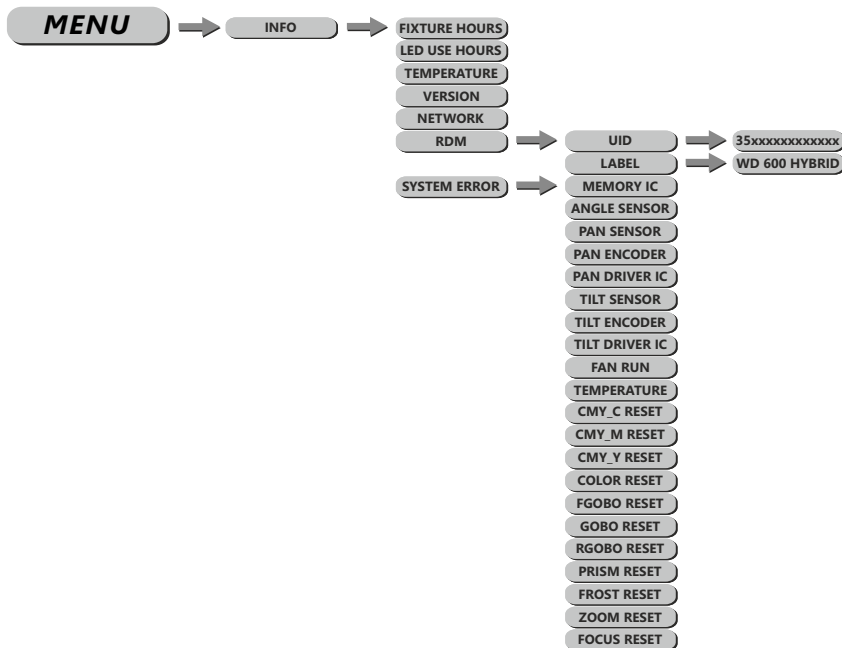 MENU
INFO
FIXTURE HOURS
LED USE HOURS
TEMPERATURE
VERSION
NETWORK
RDM
UID
35xxxxxxxxxxxx
LABEL
WD 600 HYBRID
SYSTEM ERROR
MEMORY IC
ANGLE SENSOR
PAN SENSOR
PAN ENCODER
PAN DRIVER IC
TILT SENSOR
TILT ENCODER
TILT DRIVER IC
FAN RUN
TEMPERATURE
CMY_C RESET
CMY_M RESET
CMY_Y RESET
COLOR RESET
FGOBO RESET
GOBO RESET
RGOBO RESET
PRISM RESET
FROST RESET
ZOOM RESET
FOCUS RESET